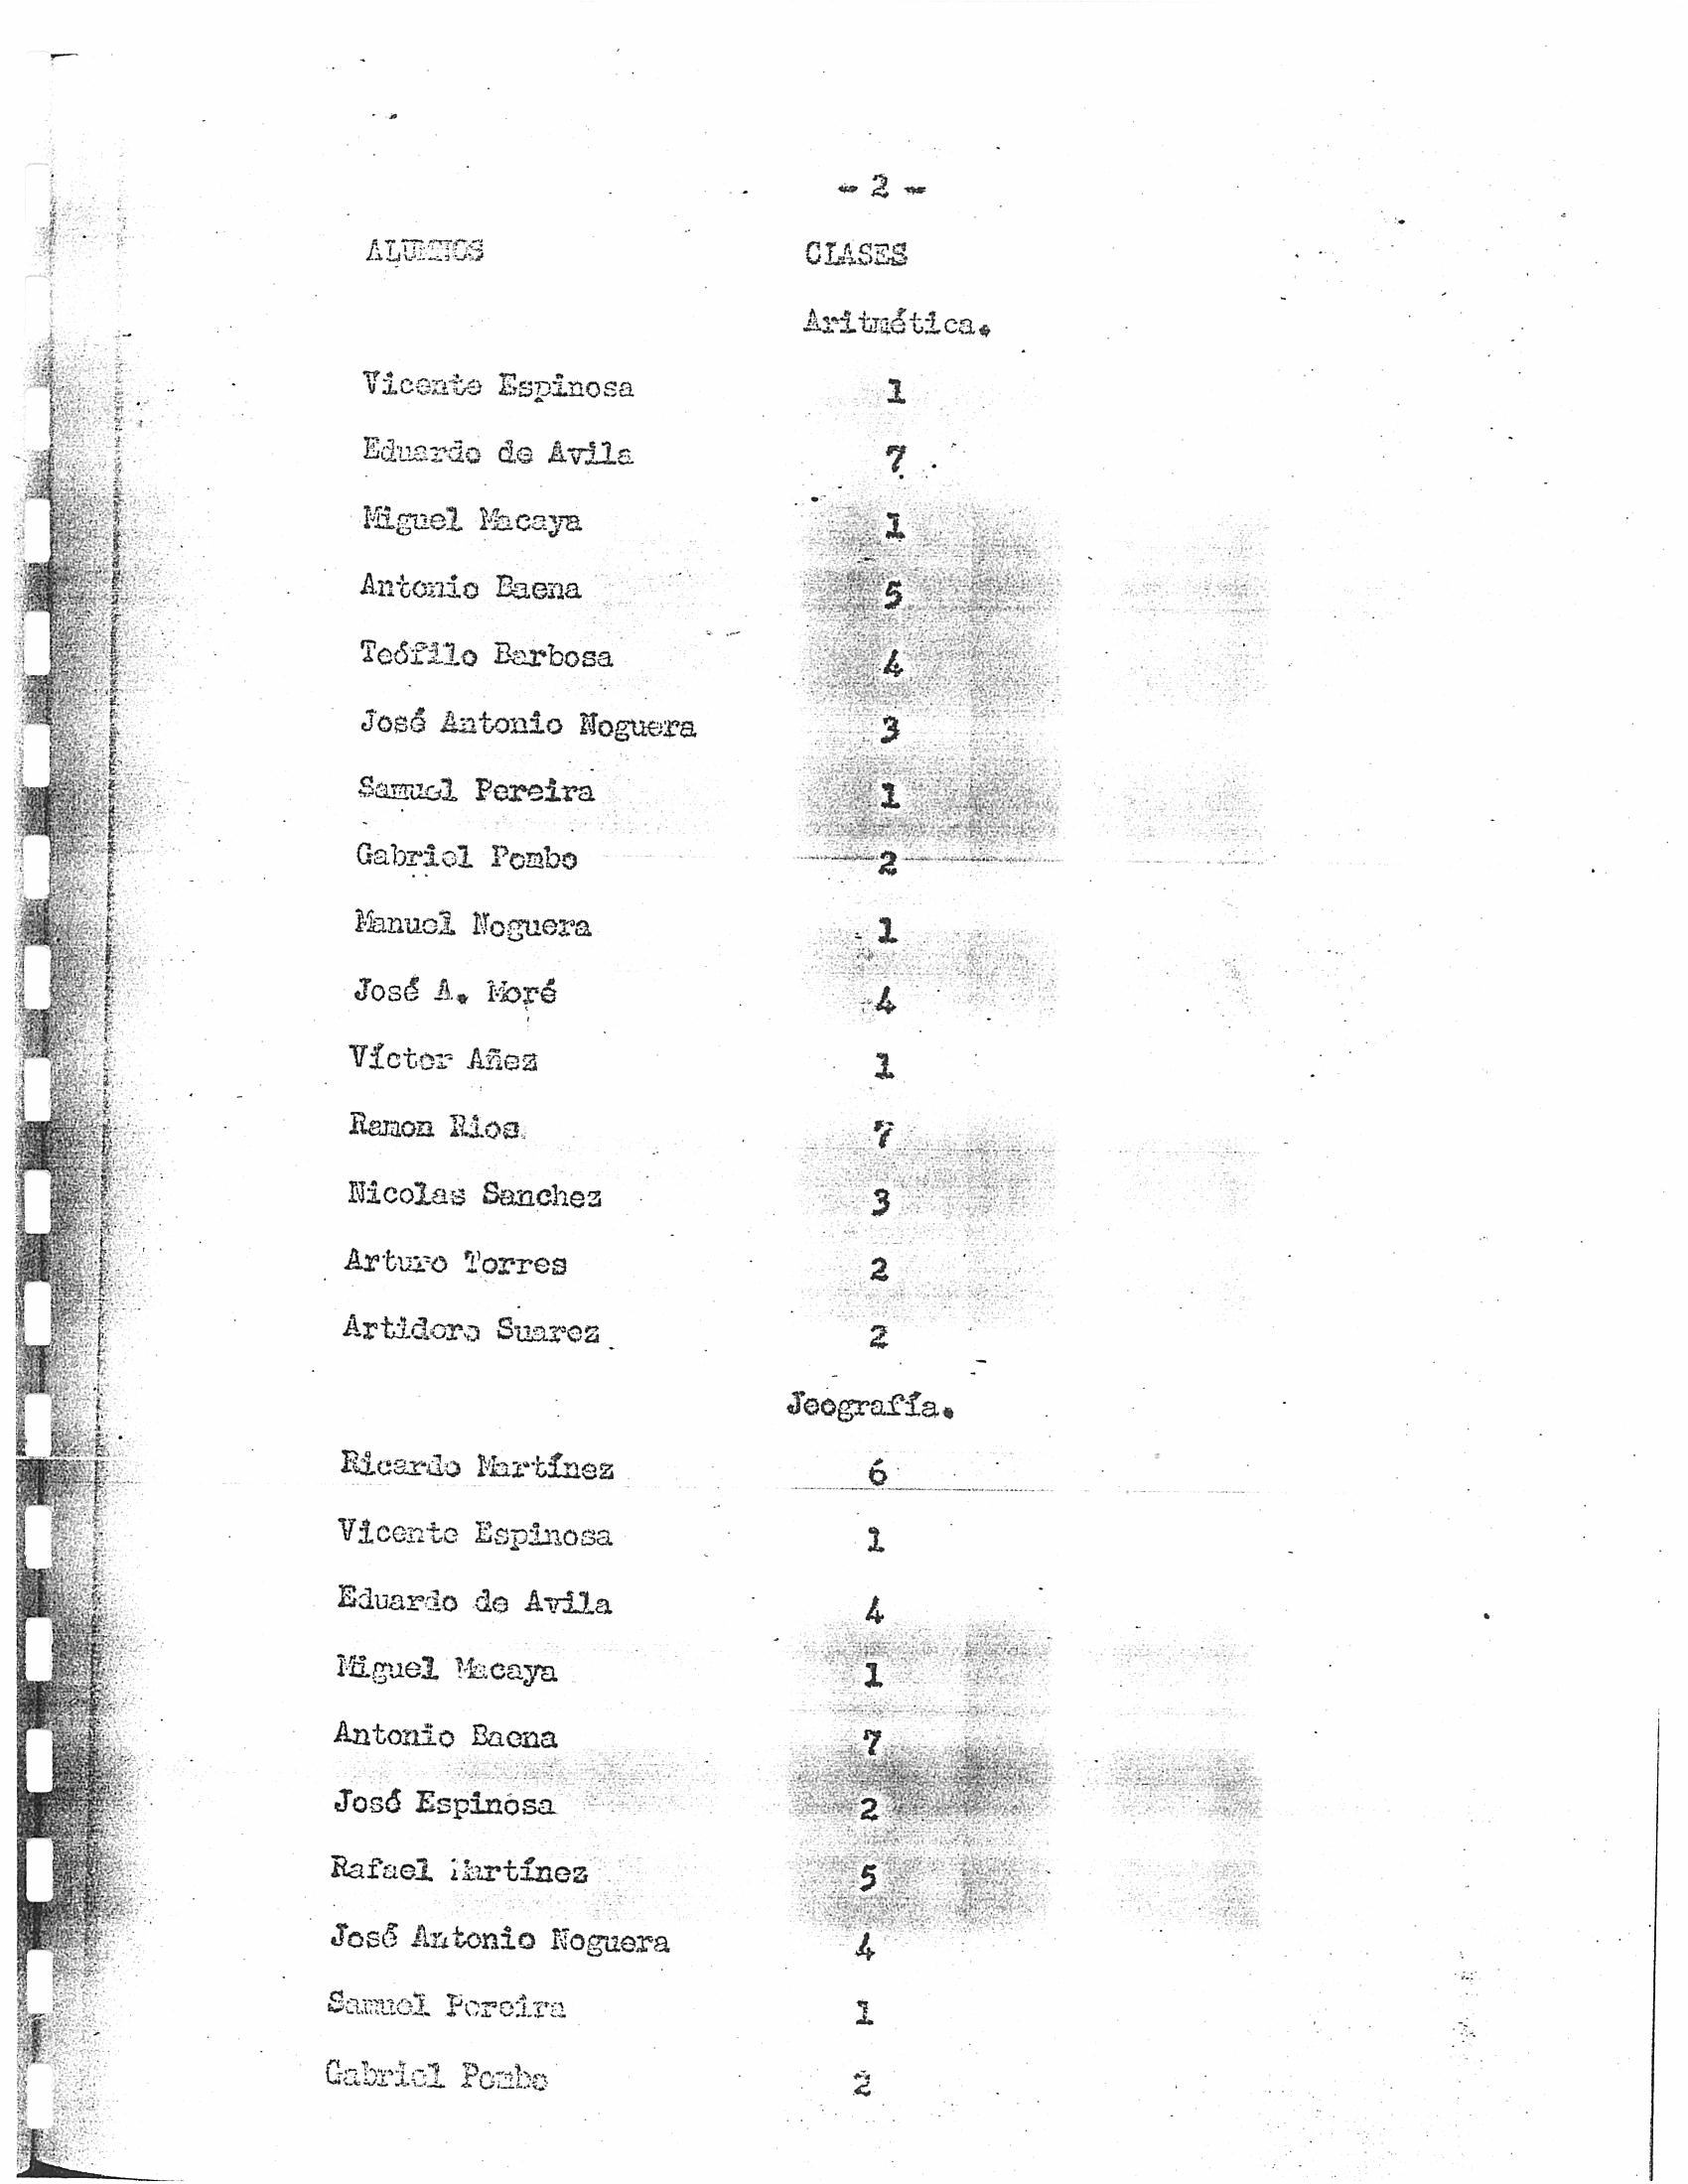 - 2 -
ALUMNOS CLASES
Aritmética.
Vicente Espinosa 1
Eduardo de Avila 7
Miguel Macaya 1
Antonio Baena 5
Teófilo Barbosa 4
José Antonio Noguera 3
Samuel Pereira 1
Gabriel Pombo 2
Manuel Noguera 1
José A. Moré 4
Víctor Añez 1
Ramon Rios 7
Nicolas Sanchez 3
Arturo Torres 2
Artidoro Suarez 2
Jeografía.
Ricardo Martínez 6
Vicente Espinosa 1
Eduardo de Avila 4
Miguel Macaya 1
Antonio Baena 7
José Espinosa 2
Rafael Martínez 5
José Antonio Noguera 4
Samuel Pereira 1
Gabriel Pombo 2